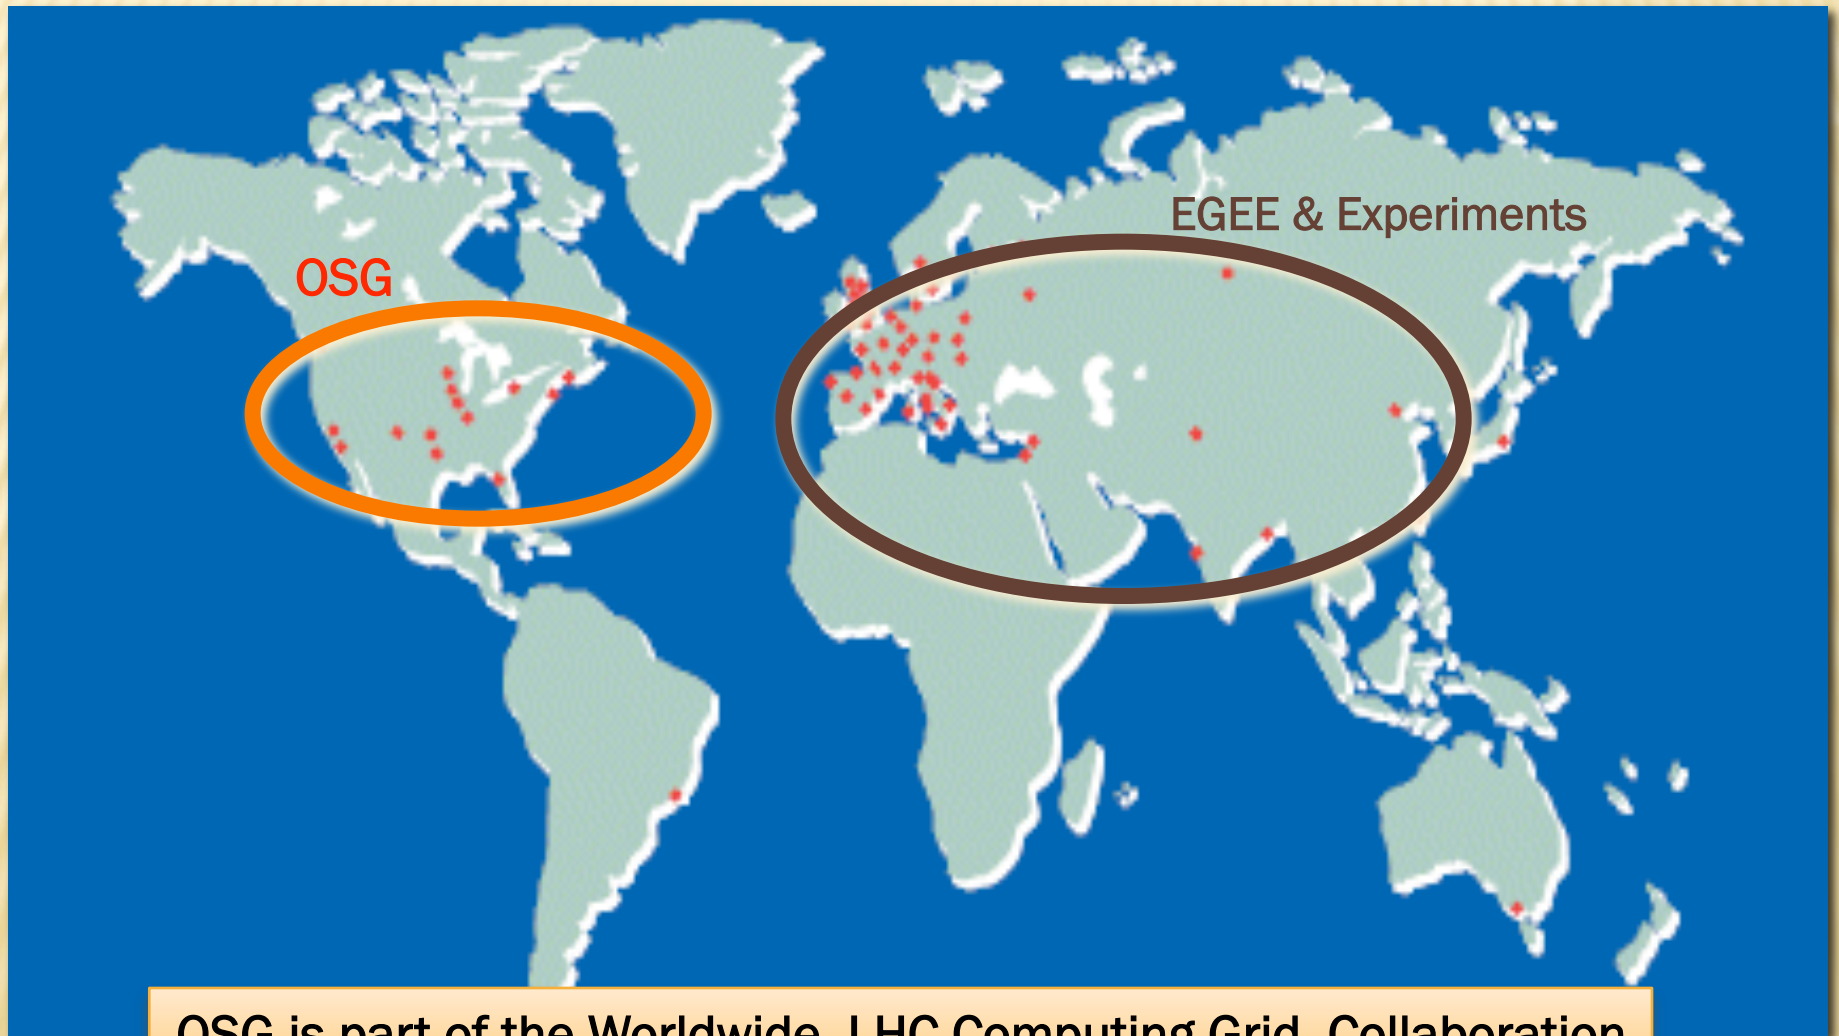 EGEE & Experiments
OSG
OSG is part of the Worldwide LHC Computing Grid Collaboration